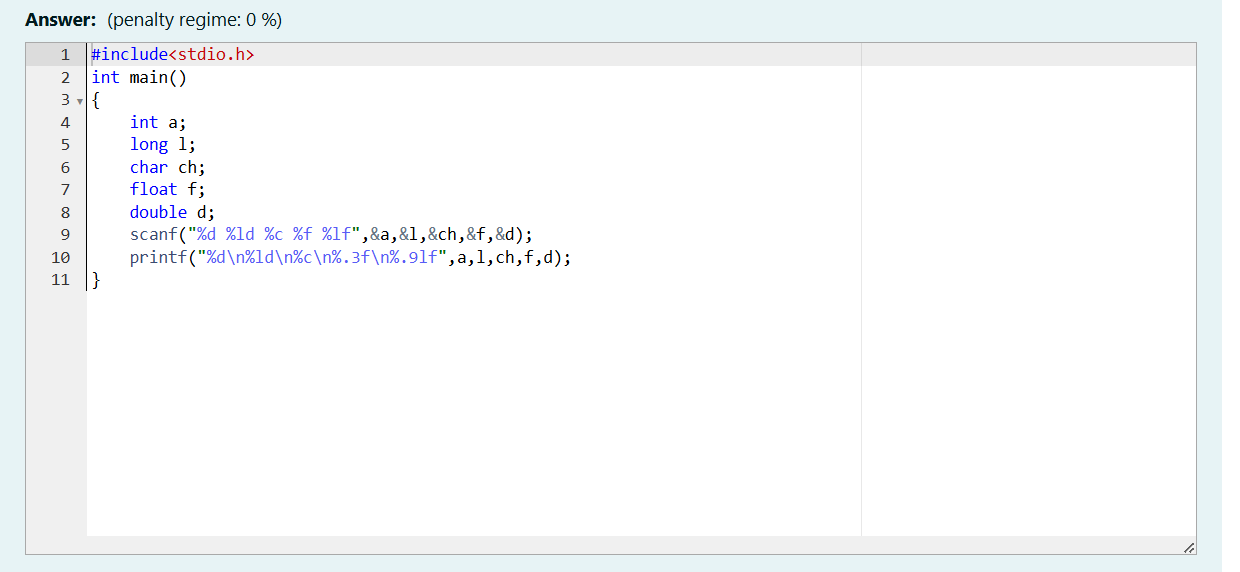 Answer: (penalty regime: 0 %)
1 #include<stdio.h>
2 int main()
3 {
4     int a;
5     long l;
6     char ch;
7     float f;
8     double d;
9     scanf("%d %ld %c %f %lf",&a,&l,&ch,&f,&d);
10     printf("%d\n%ld\n%c\n%.3f\n%.9lf",a,l,ch,f,d);
11 }